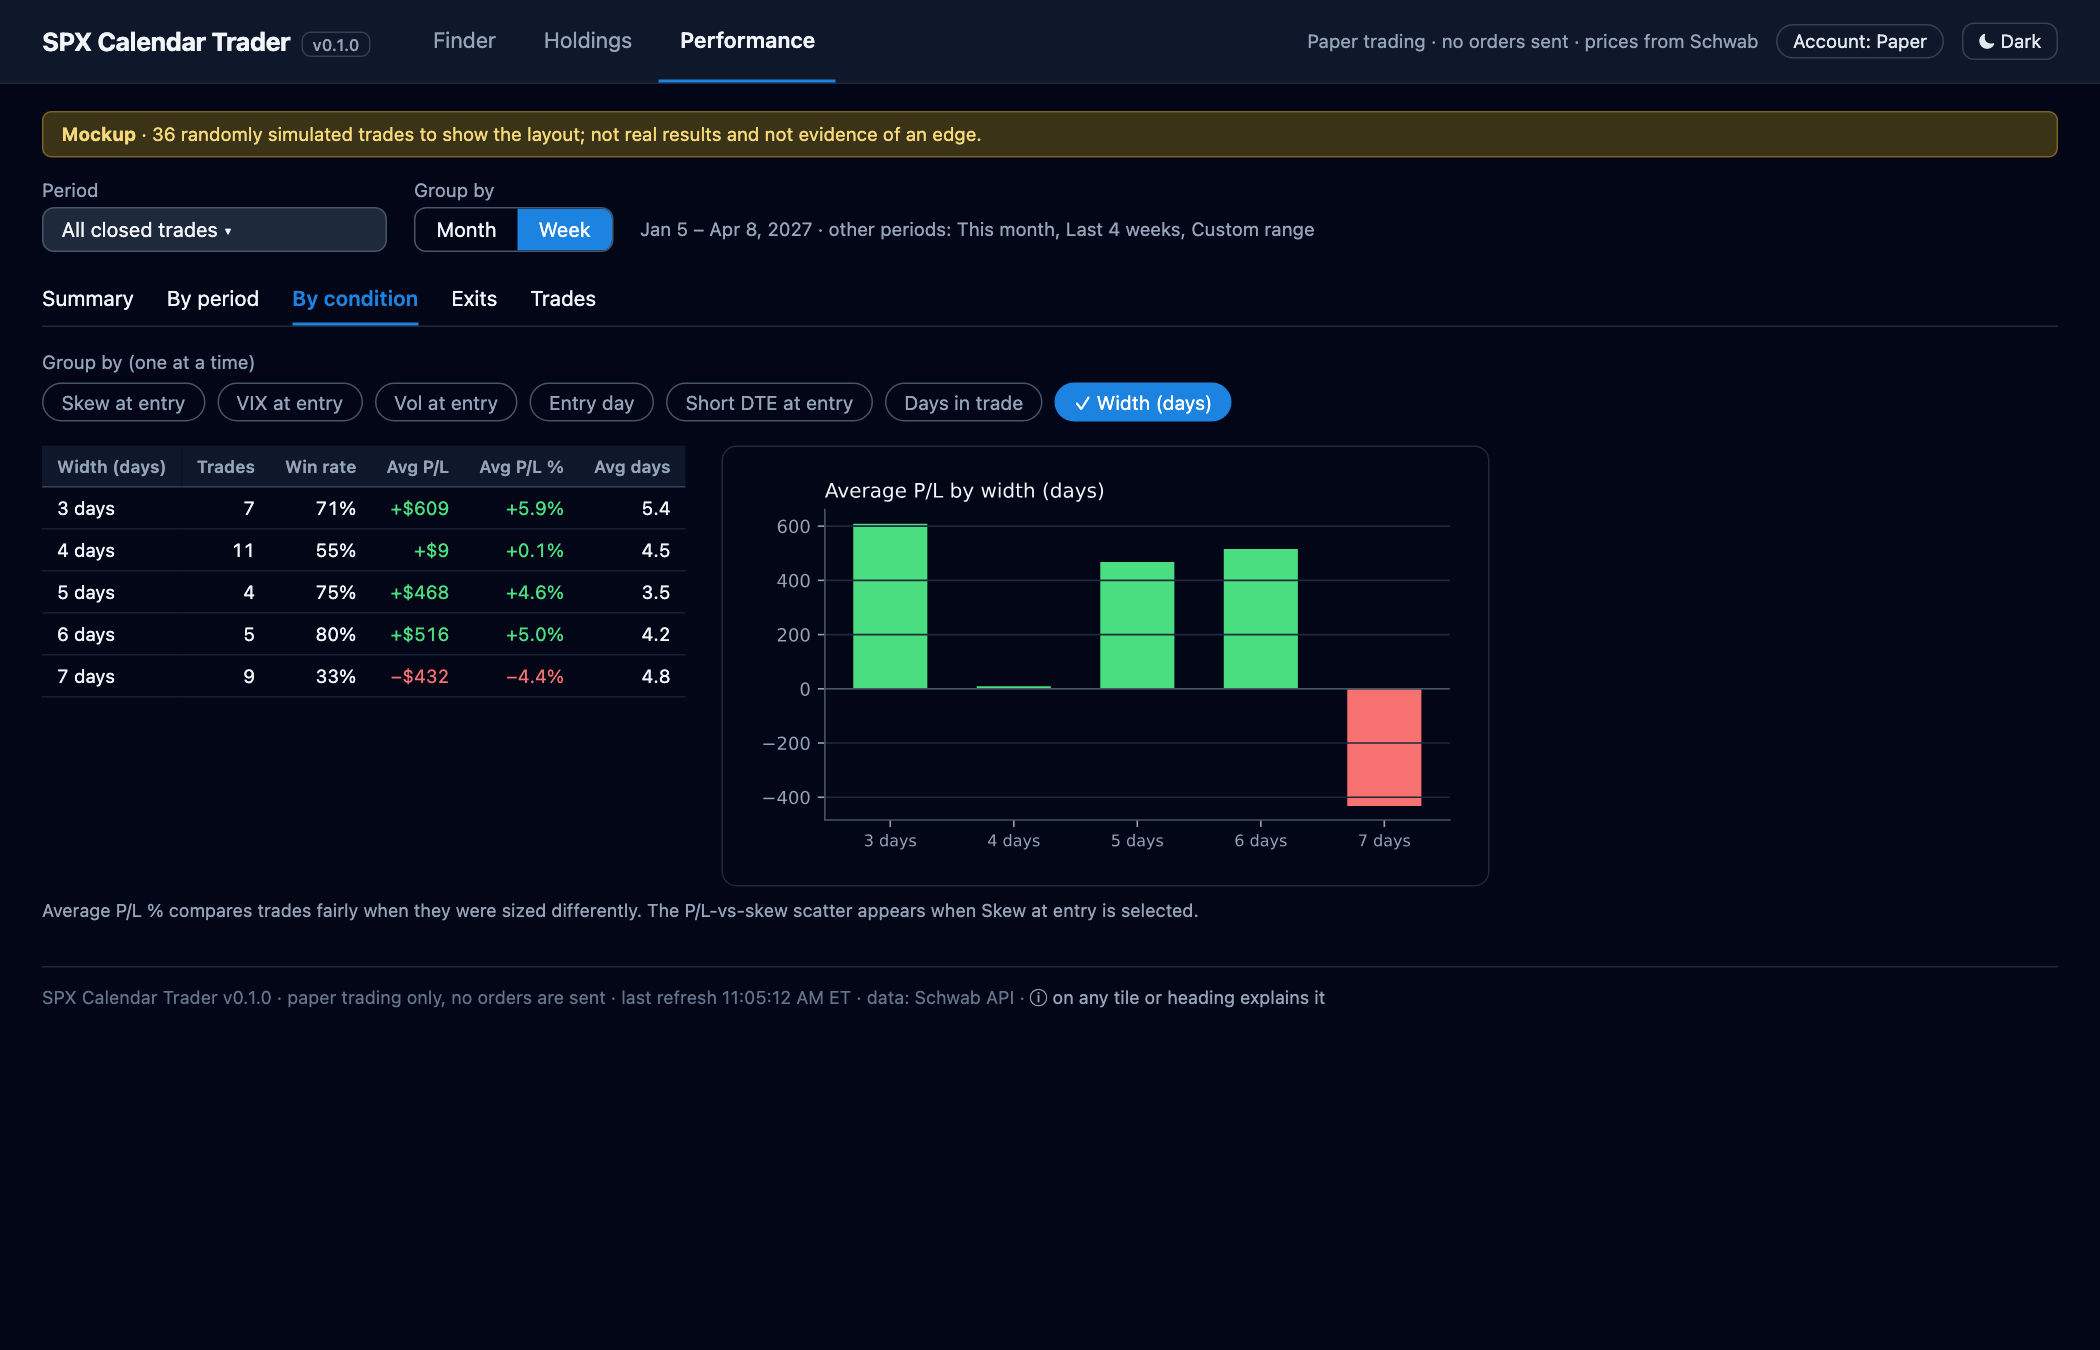 SPX Calendar Trader v0.1.0 Finder Holdings Performance Paper trading · no orders sent · prices from Schwab Account: Paper Dark
Mockup · 36 randomly simulated trades to show the layout; not real results and not evidence of an edge.
Period Group by
All closed trades ▾ Month Week Jan 5 – Apr 8, 2027 · other periods: This month, Last 4 weeks, Custom range
Summary By period By condition Exits Trades
Group by (one at a time)
Skew at entry VIX at entry Vol at entry Entry day Short DTE at entry Days in trade ✓ Width (days)
Width (days) Trades Win rate Avg P/L Avg P/L % Avg days
3 days 7 71% +$609 +5.9% 5.4
4 days 11 55% +$9 +0.1% 4.5
5 days 4 75% +$468 +4.6% 3.5
6 days 5 80% +$516 +5.0% 4.2
7 days 9 33% −$432 −4.4% 4.8
Average P/L by width (days)
600
400
200
0
−200
−400
3 days 4 days 5 days 6 days 7 days
Average P/L % compares trades fairly when they were sized differently. The P/L-vs-skew scatter appears when Skew at entry is selected.
SPX Calendar Trader v0.1.0 · paper trading only, no orders are sent · last refresh 11:05:12 AM ET · data: Schwab API · ⓘ on any tile or heading explains it